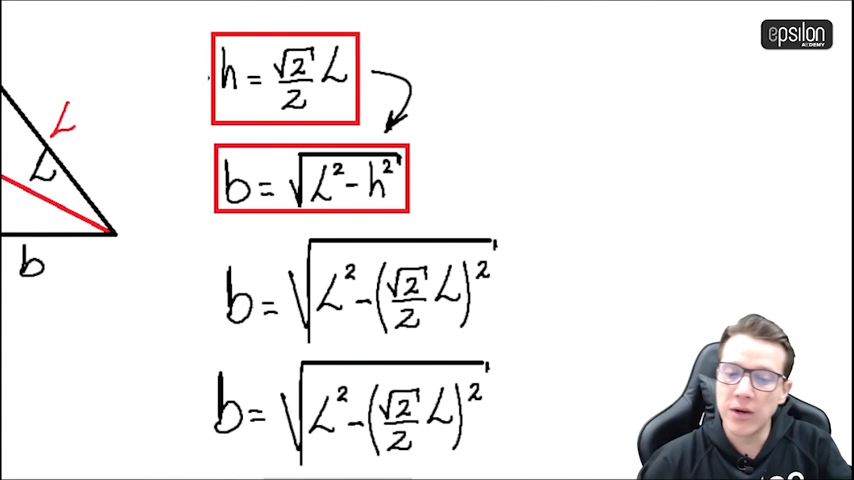 epsilon
ACADEMY
h = √2/2 L
L
L
b = √(L² - h²)
b
b = √(L² - (√2/2 L)²)
b = √(L² - (√2/2 L)²)